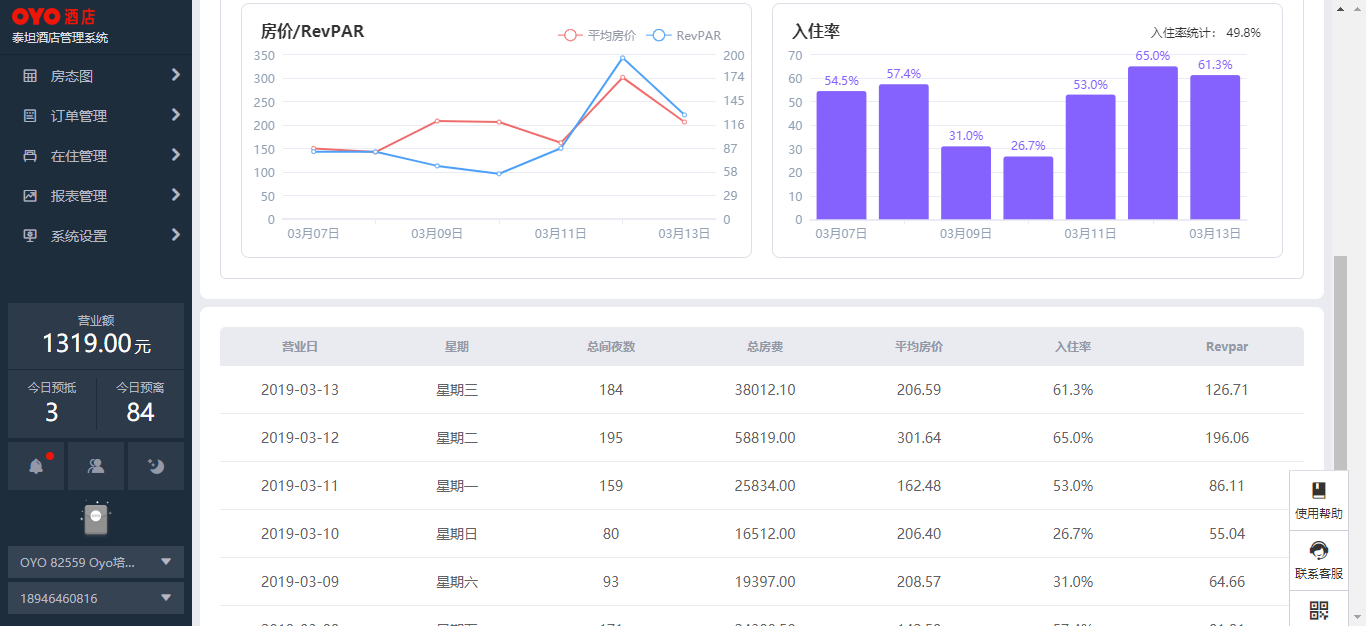 OYO 酒店
泰坦酒店管理系统
房态图
订单管理
在住管理
报表管理
系统设置
营业额
1319.00元
今日预抵 今日预离
3 84
OYO 82559 Oyo培...
18946460816
房价/RevPAR
平均房价 RevPAR
350 200
300 174
250 145
200 116
150 87
100 58
50 29
0 0
03月07日 03月09日 03月11日 03月13日
入住率
入住率统计: 49.8%
70
60
50
40
30
20
10
0
54.5% 57.4% 31.0% 26.7% 53.0% 65.0% 61.3%
03月07日 03月09日 03月11日 03月13日
营业日 星期 总间夜数 总房费 平均房价 入住率 Revpar
2019-03-13 星期三 184 38012.10 206.59 61.3% 126.71
2019-03-12 星期二 195 58819.00 301.64 65.0% 196.06
2019-03-11 星期一 159 25834.00 162.48 53.0% 86.11
2019-03-10 星期日 80 16512.00 206.40 26.7% 55.04
2019-03-09 星期六 93 19397.00 208.57 31.0% 64.66
使用帮助
联系客服